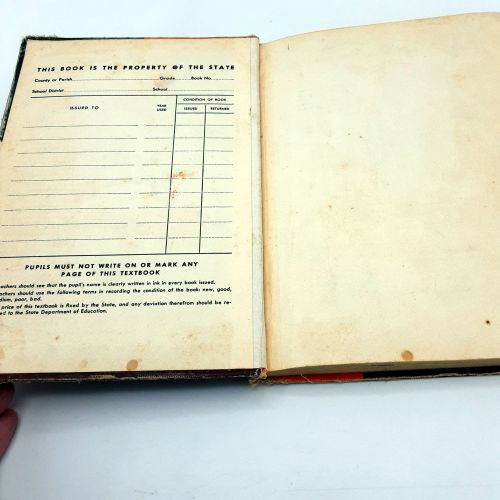 THIS BOOK IS THE PROPERTY OF THE STATE
County or Parish Grade Book No.
School District School
CONDITION OF BOOK
ISSUED TO YEAR USED ISSUED RETURNED
PUPILS MUST NOT WRITE ON OR MARK ANY
PAGE OF THIS TEXTBOOK
achers should see that the pupil's name is clearly written in ink in every book issued.
achers should use the following terms in recording the condition of the book: new, good,
dium, poor, bad.
price of this textbook is fixed by the State, and any deviation therefrom should be re-
ed to the State Department of Education.